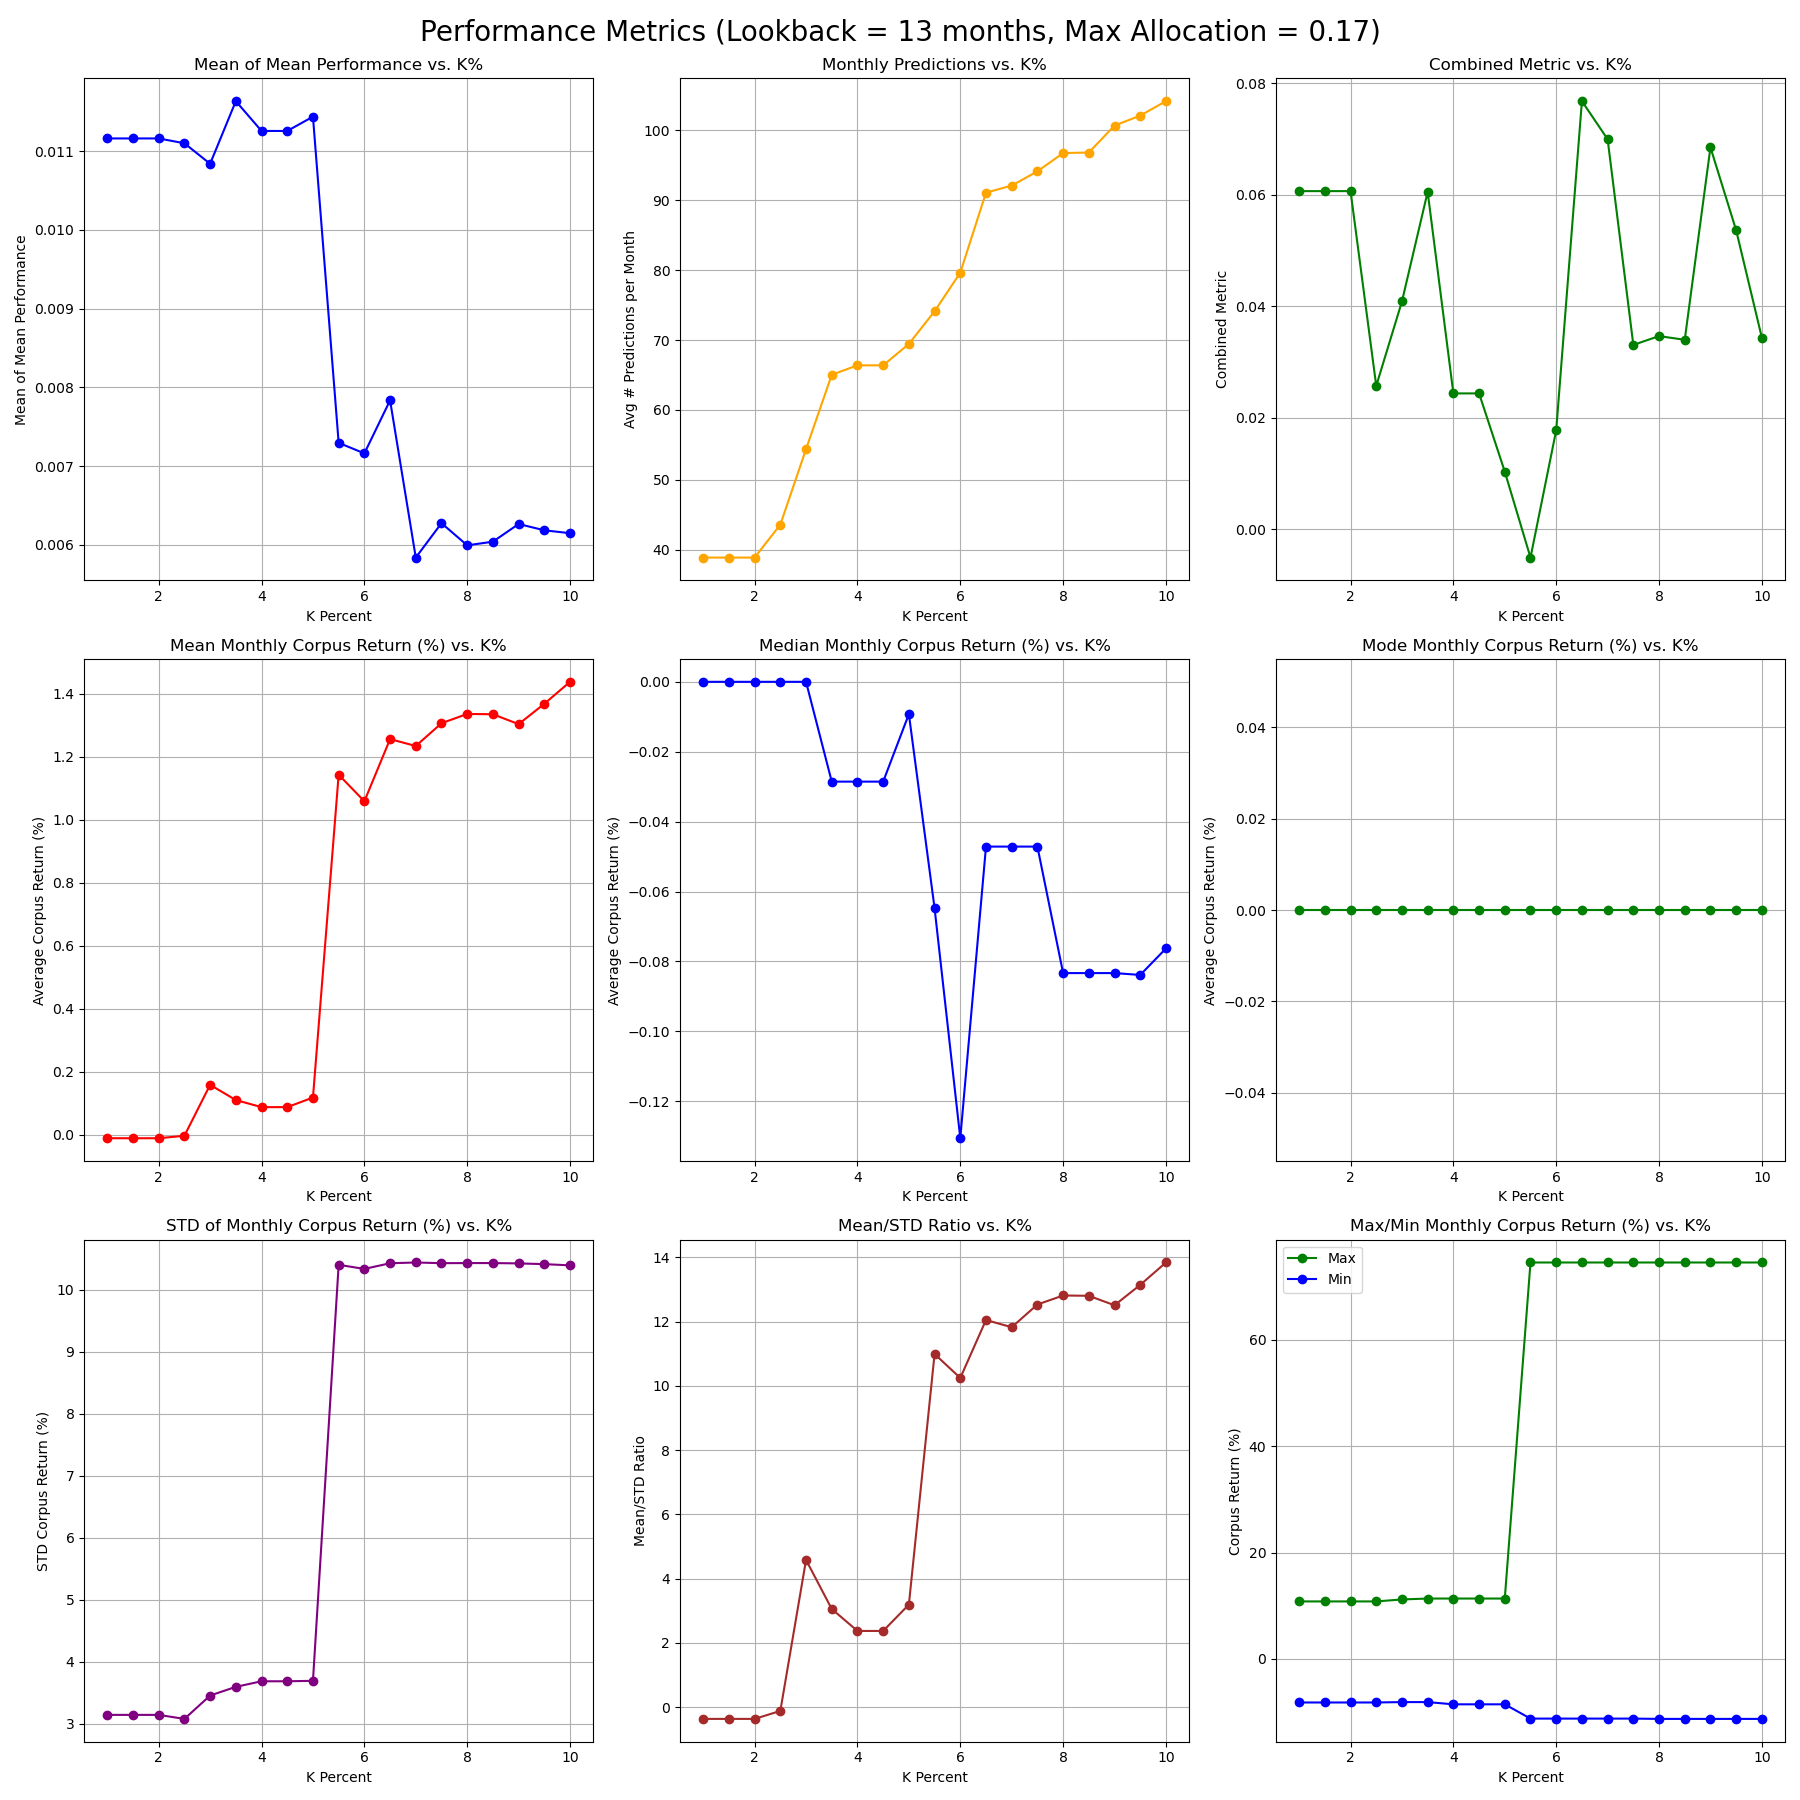 Performance Metrics (Lookback = 13 months, Max Allocation = 0.17)
Mean of Mean Performance vs. K%
Mean of Mean Performance
0.011
0.010
0.009
0.008
0.007
0.006
2 4 6 8 10
K Percent
Monthly Predictions vs. K%
Avg # Predictions per Month
100
90
80
70
60
50
40
2 4 6 8 10
K Percent
Combined Metric vs. K%
Combined Metric
0.08
0.06
0.04
0.02
0.00
2 4 6 8 10
K Percent
Mean Monthly Corpus Return (%) vs. K%
Average Corpus Return (%)
1.4
1.2
1.0
0.8
0.6
0.4
0.2
0.0
2 4 6 8 10
K Percent
Median Monthly Corpus Return (%) vs. K%
Average Corpus Return (%)
0.00
−0.02
−0.04
−0.06
−0.08
−0.10
−0.12
2 4 6 8 10
K Percent
Mode Monthly Corpus Return (%) vs. K%
Average Corpus Return (%)
0.04
0.02
0.00
−0.02
−0.04
2 4 6 8 10
K Percent
STD of Monthly Corpus Return (%) vs. K%
STD Corpus Return (%)
10
9
8
7
6
5
4
3
2 4 6 8 10
K Percent
Mean/STD Ratio vs. K%
Mean/STD Ratio
14
12
10
8
6
4
2
0
2 4 6 8 10
K Percent
Max/Min Monthly Corpus Return (%) vs. K%
Max
Min
Corpus Return (%)
60
40
20
0
2 4 6 8 10
K Percent